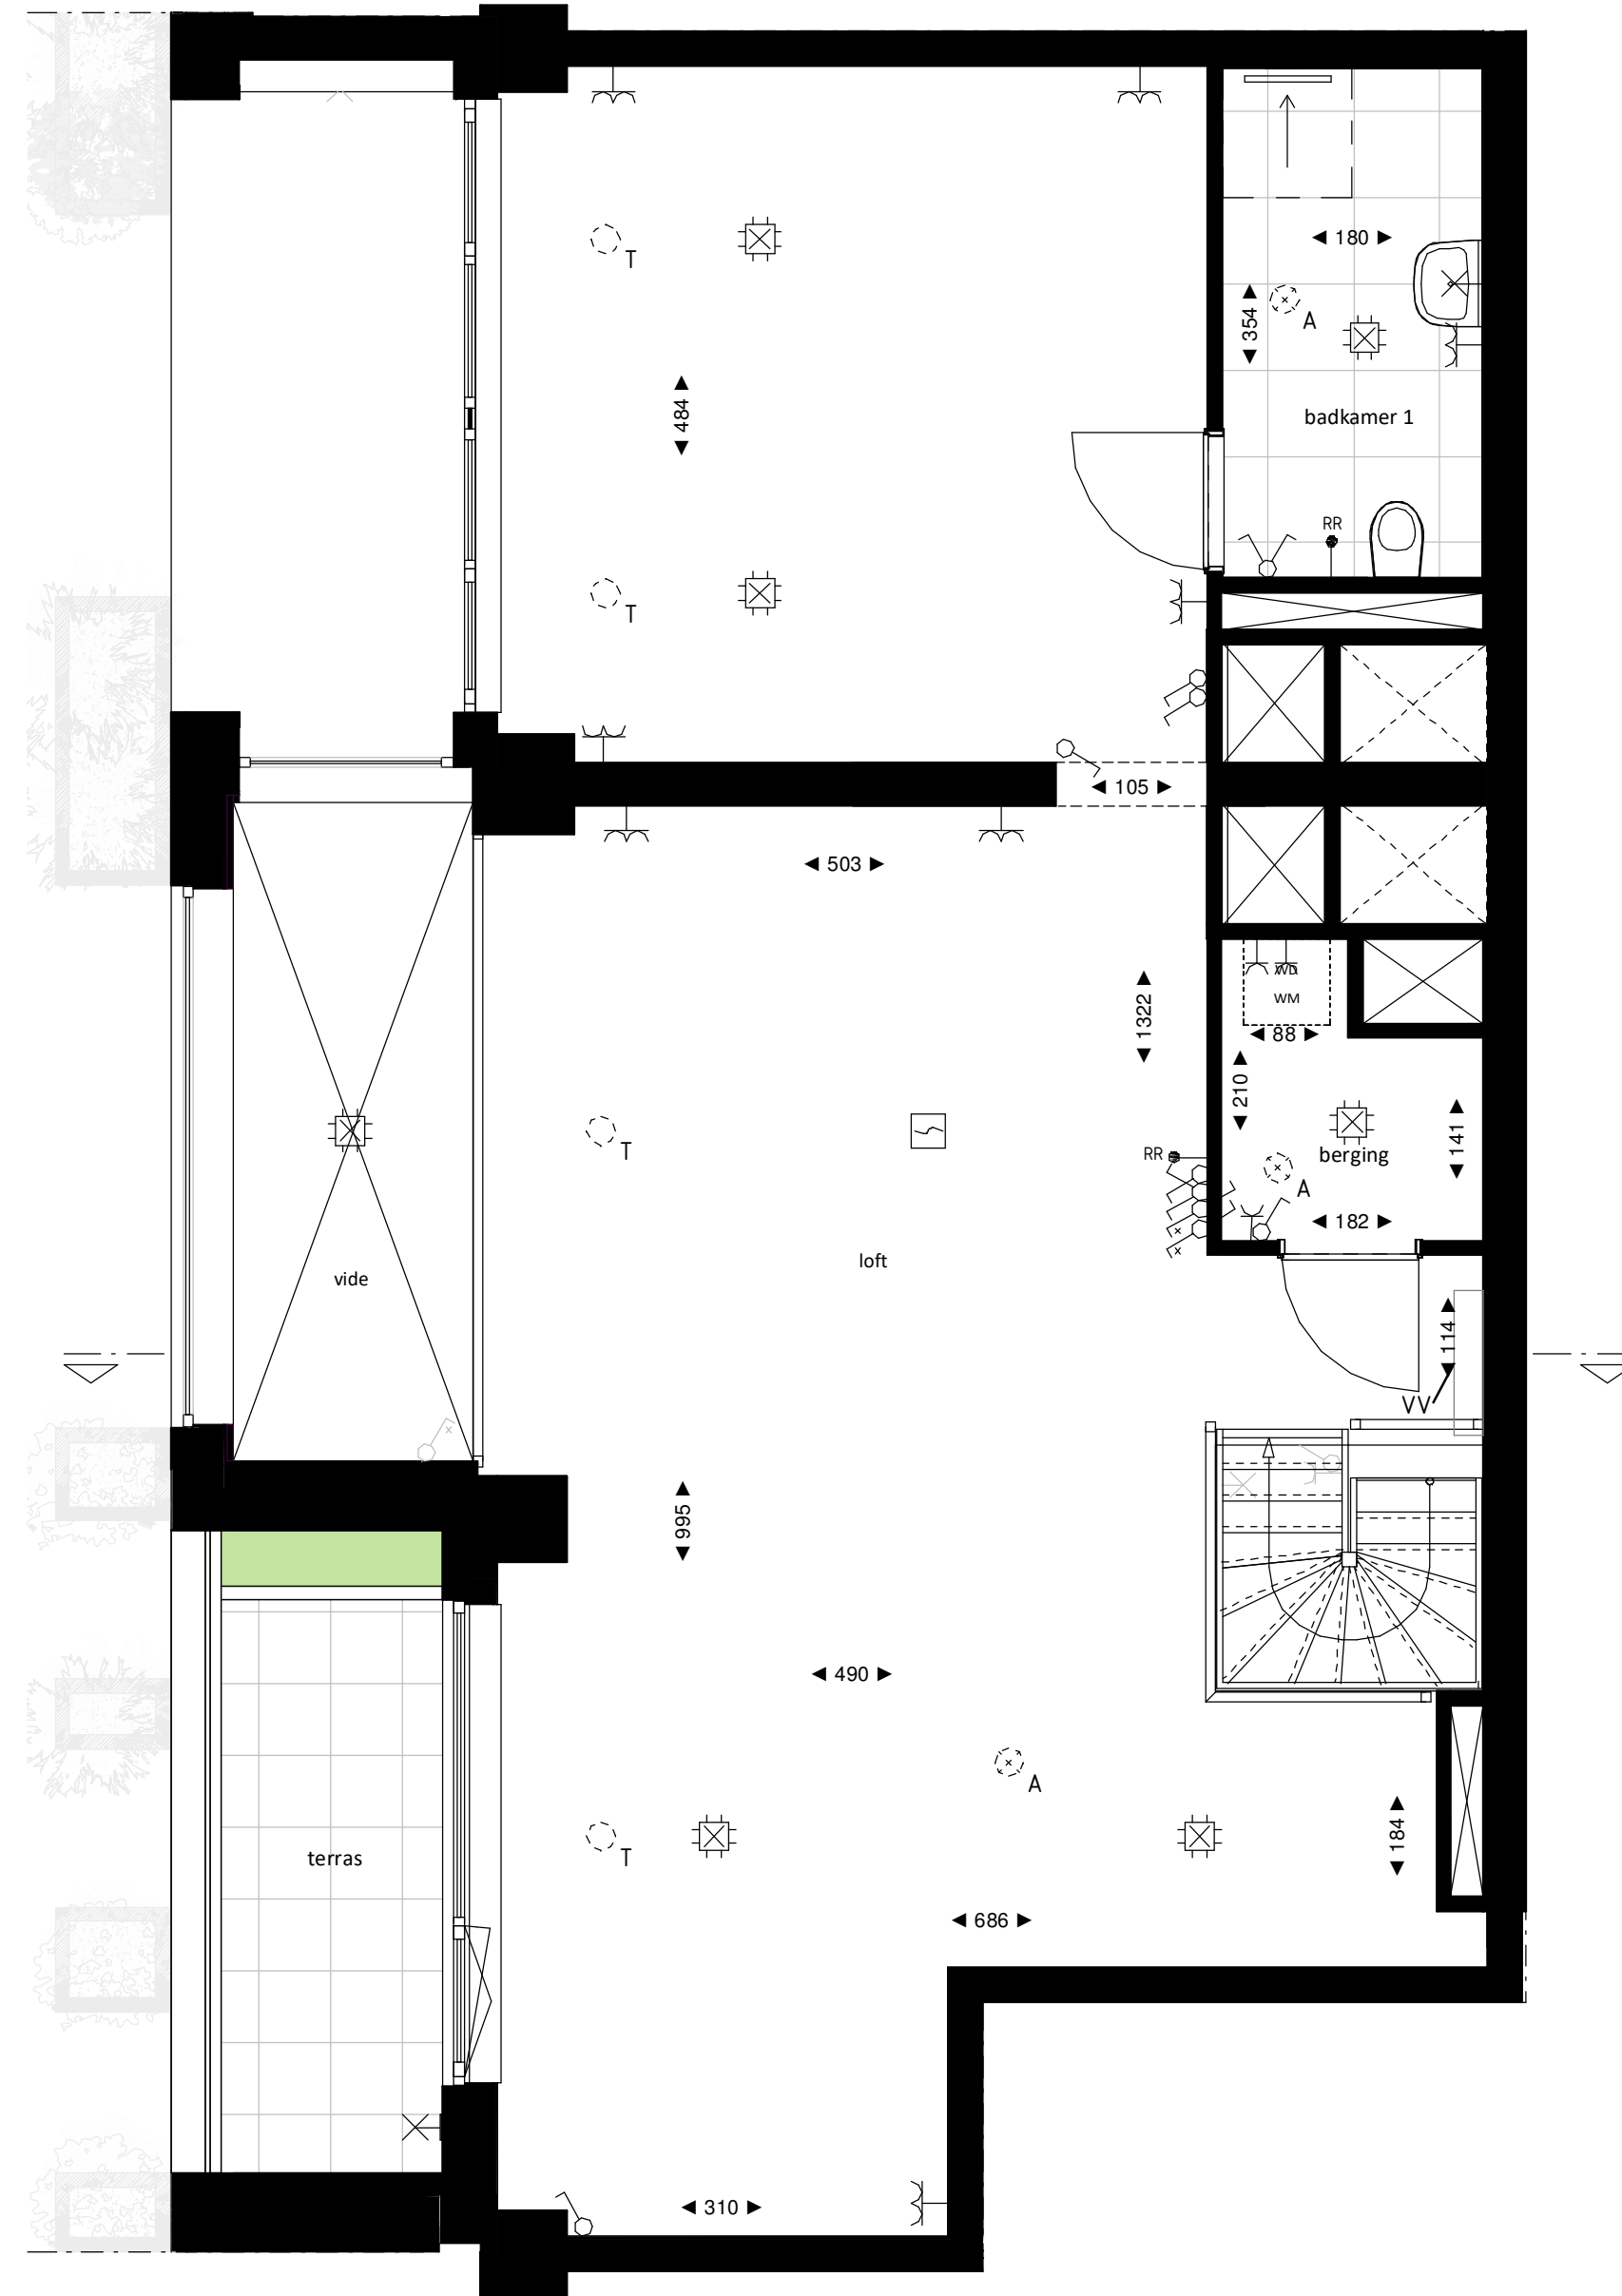 T
180
354
A
484
badkamer 1
RR
T
105
503
WD
WM
88
1322
210
141
T
RR
berging
A
182
loft
vide
114
VV
995
490
A
184
T
terras
686
310